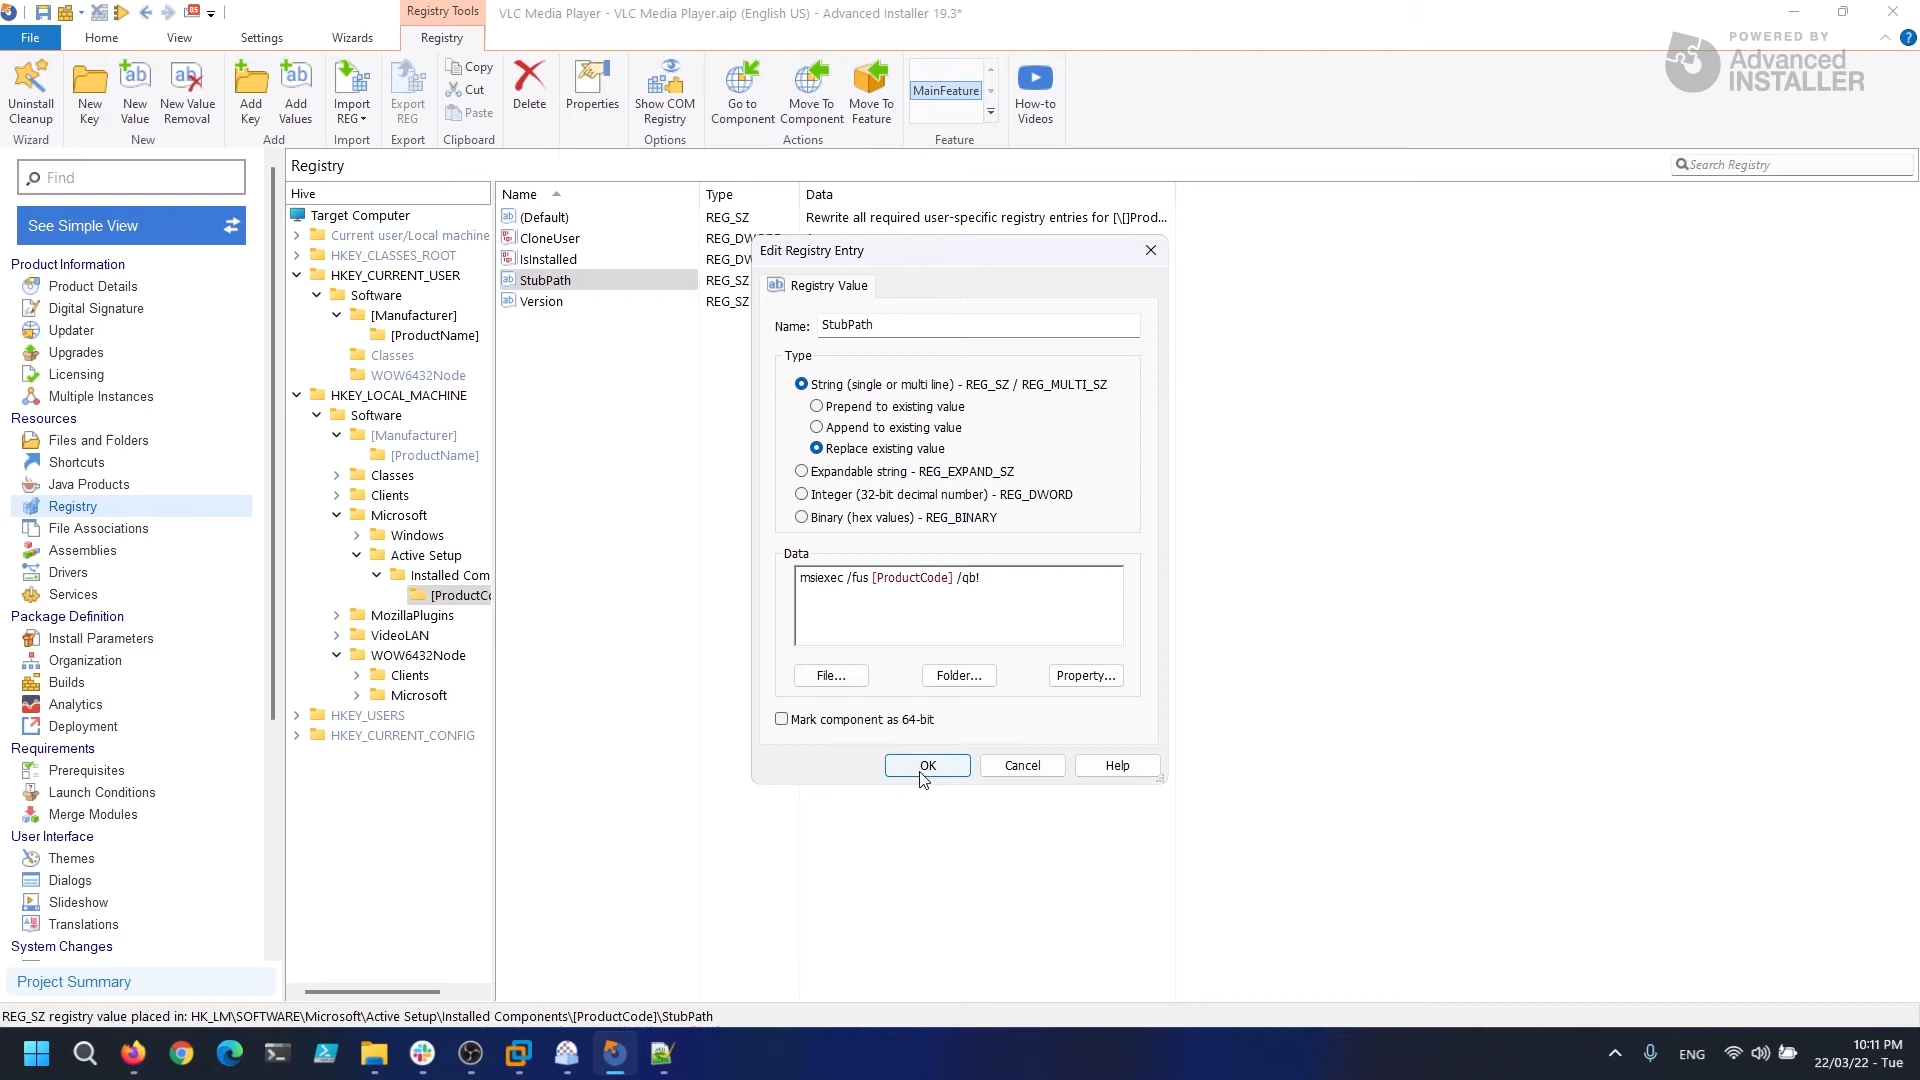 85
Registry Tools
VLC Media Player - VLC Media Player.aip (English US) - Advanced Installer 19.3*
File
Home
View
Settings
Wizards
Registry
POWERED BY
Advanced
INSTALLER
Uninstall Cleanup
New Key
New Value
New Value Removal
Add Key
Add Values
Import REG
Export REG
Copy
Cut
Paste
Delete
Properties
Show COM Registry
Go to Component
Move To Component
Move To Feature
MainFeature
How-to Videos
Wizard
New
Add
Import
Export
Clipboard
Options
Actions
Feature
Find
See Simple View
Product Information
Product Details
Digital Signature
Updater
Upgrades
Licensing
Multiple Instances
Resources
Files and Folders
Shortcuts
Java Products
Registry
File Associations
Assemblies
Drivers
Services
Package Definition
Install Parameters
Organization
Builds
Analytics
Deployment
Requirements
Prerequisites
Launch Conditions
Merge Modules
User Interface
Themes
Dialogs
Slideshow
Translations
System Changes
Project Summary
Registry
Search Registry
Hive
Target Computer
Current user/Local machine
HKEY_CLASSES_ROOT
HKEY_CURRENT_USER
Software
[Manufacturer]
[ProductName]
Classes
WOW6432Node
HKEY_LOCAL_MACHINE
Software
[Manufacturer]
[ProductName]
Classes
Clients
Microsoft
Windows
Active Setup
Installed Com
[ProductCo
MozillaPlugins
VideoLAN
WOW6432Node
Clients
Microsoft
HKEY_USERS
HKEY_CURRENT_CONFIG
Name
Type
Data
(Default)
REG_SZ
Rewrite all required user-specific registry entries for [\[]Prod...
CloneUser
REG_DW
IsInstalled
REG_DW
StubPath
REG_SZ
Version
REG_SZ
Edit Registry Entry
Registry Value
Name:
StubPath
Type
String (single or multi line) - REG_SZ / REG_MULTI_SZ
Prepend to existing value
Append to existing value
Replace existing value
Expandable string - REG_EXPAND_SZ
Integer (32-bit decimal number) - REG_DWORD
Binary (hex values) - REG_BINARY
Data
msiexec /fus [ProductCode] /qb!
File...
Folder...
Property...
Mark component as 64-bit
OK
Cancel
Help
REG_SZ registry value placed in: HK_LM\SOFTWARE\Microsoft\Active Setup\Installed Components\[ProductCode]\StubPath
ENG
10:11 PM
22/03/22 - Tue